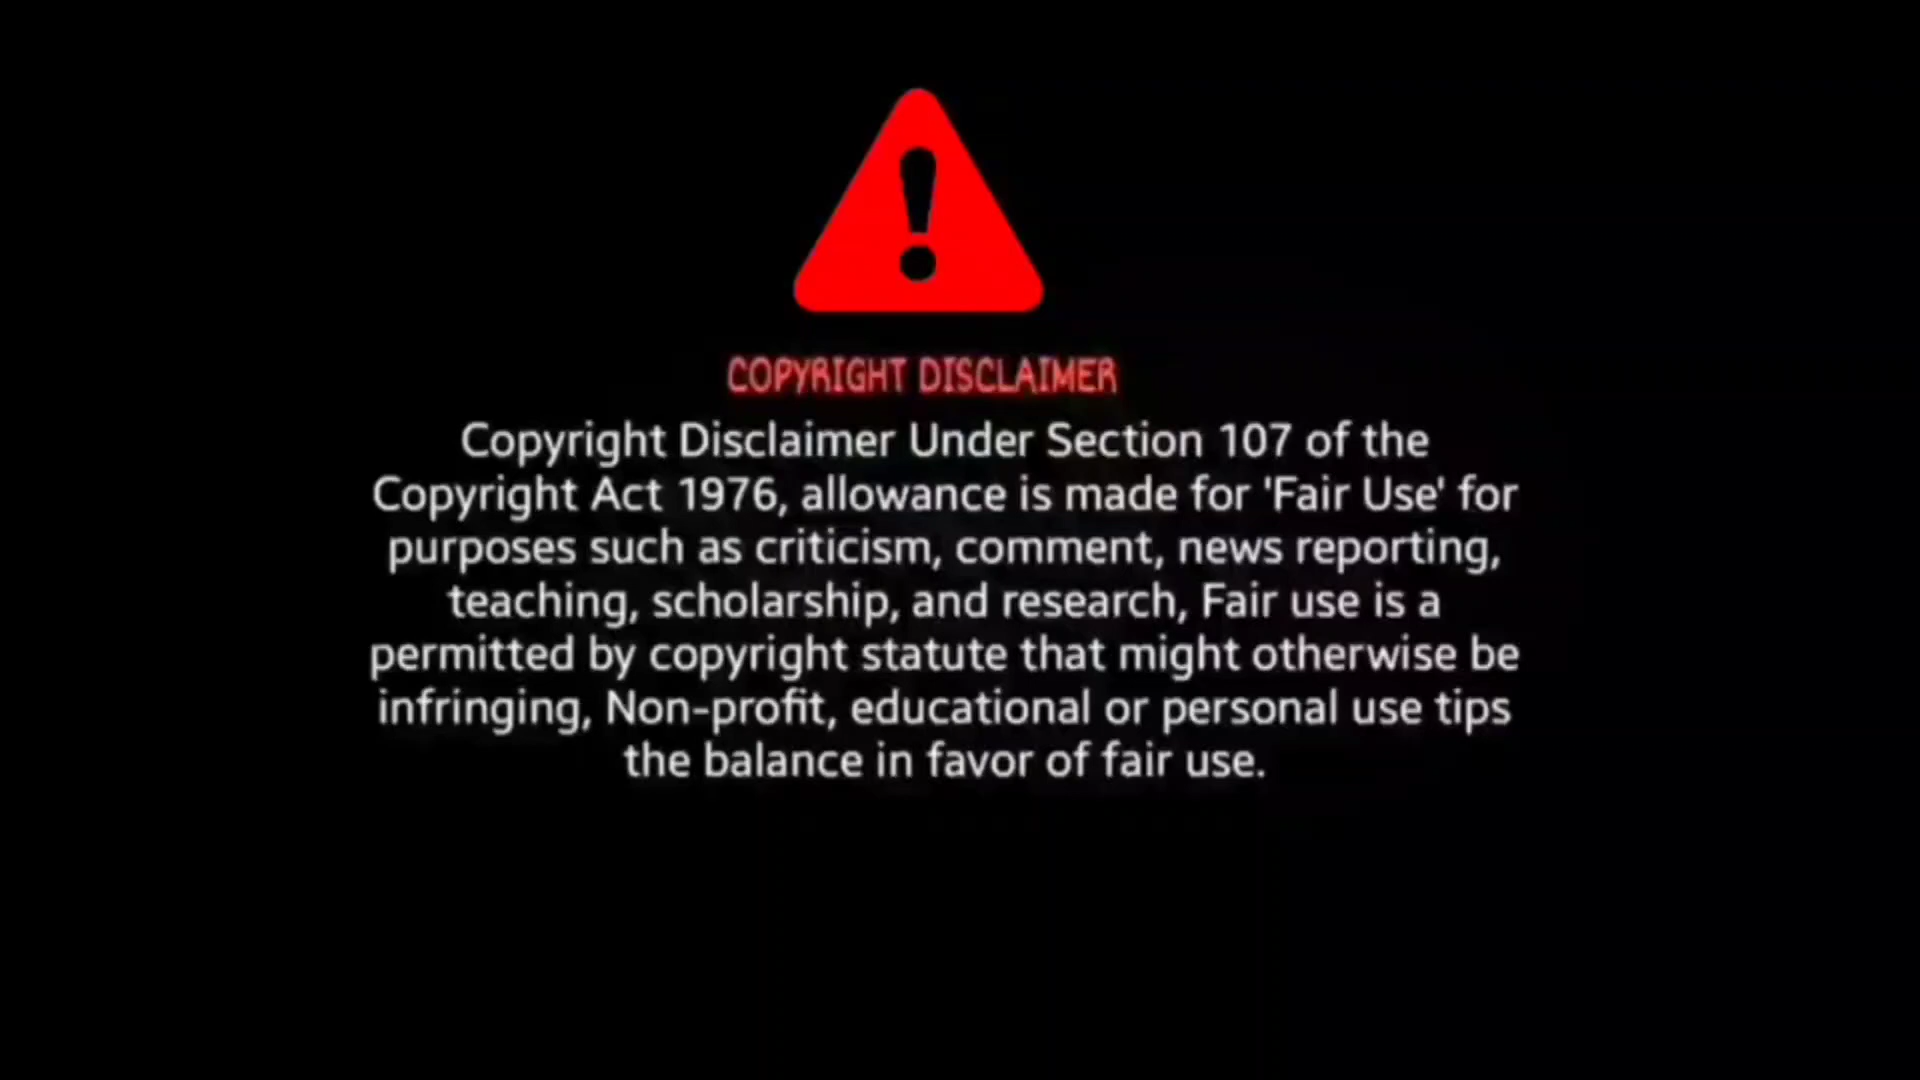 COPYRIGHT DISCLAIMER
Copyright Disclaimer Under Section 107 of the
Copyright Act 1976, allowance is made for 'Fair Use' for
purposes such as criticism, comment, news reporting,
teaching, scholarship, and research, Fair use is a
permitted by copyright statute that might otherwise be
infringing, Non-profit, educational or personal use tips
the balance in favor of fair use.